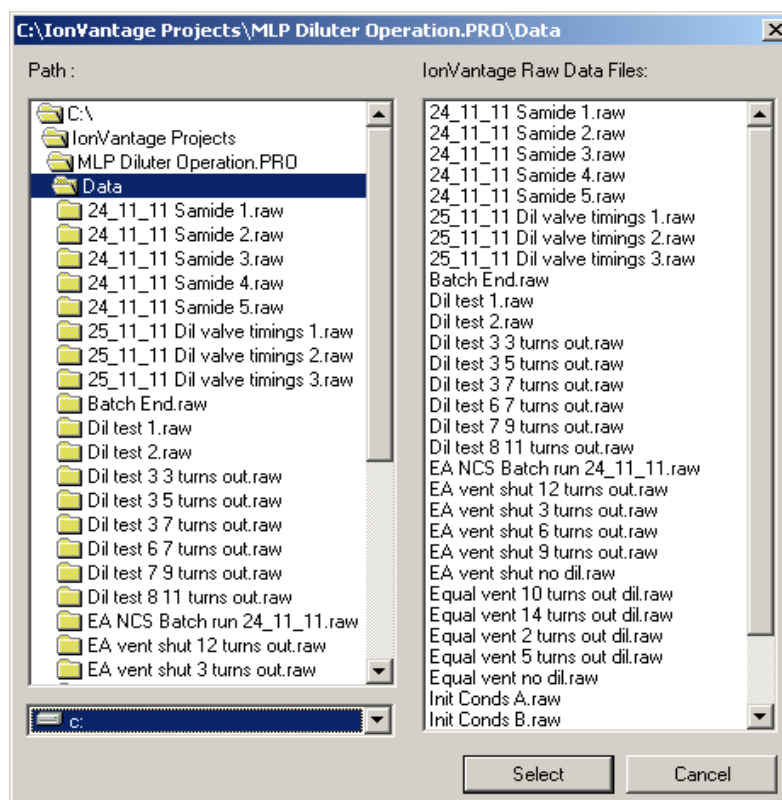 C:\IonVantage Projects\MLP Diluter Operation.PRO\Data
Path :
C:\
IonVantage Projects
MLP Diluter Operation.PRO
Data
24_11_11 Samide 1.raw
24_11_11 Samide 2.raw
24_11_11 Samide 3.raw
24_11_11 Samide 4.raw
24_11_11 Samide 5.raw
25_11_11 Dil valve timings 1.raw
25_11_11 Dil valve timings 2.raw
25_11_11 Dil valve timings 3.raw
Batch End.raw
Dil test 1.raw
Dil test 2.raw
Dil test 3 3 turns out.raw
Dil test 3 5 turns out.raw
Dil test 3 7 turns out.raw
Dil test 6 7 turns out.raw
Dil test 7 9 turns out.raw
Dil test 8 11 turns out.raw
EA NCS Batch run 24_11_11.raw
EA vent shut 12 turns out.raw
EA vent shut 3 turns out.raw
c:
IonVantage Raw Data Files:
24_11_11 Samide 1.raw
24_11_11 Samide 2.raw
24_11_11 Samide 3.raw
24_11_11 Samide 4.raw
24_11_11 Samide 5.raw
25_11_11 Dil valve timings 1.raw
25_11_11 Dil valve timings 2.raw
25_11_11 Dil valve timings 3.raw
Batch End.raw
Dil test 1.raw
Dil test 2.raw
Dil test 3 3 turns out.raw
Dil test 3 5 turns out.raw
Dil test 3 7 turns out.raw
Dil test 6 7 turns out.raw
Dil test 7 9 turns out.raw
Dil test 8 11 turns out.raw
EA NCS Batch run 24_11_11.raw
EA vent shut 12 turns out.raw
EA vent shut 3 turns out.raw
EA vent shut 6 turns out.raw
EA vent shut 9 turns out.raw
EA vent shut no dil.raw
Equal vent 10 turns out dil.raw
Equal vent 14 turns out dil.raw
Equal vent 2 turns out dil.raw
Equal vent 5 turns out dil.raw
Equal vent no dil.raw
Init Conds A.raw
Init Conds B.raw
Select
Cancel